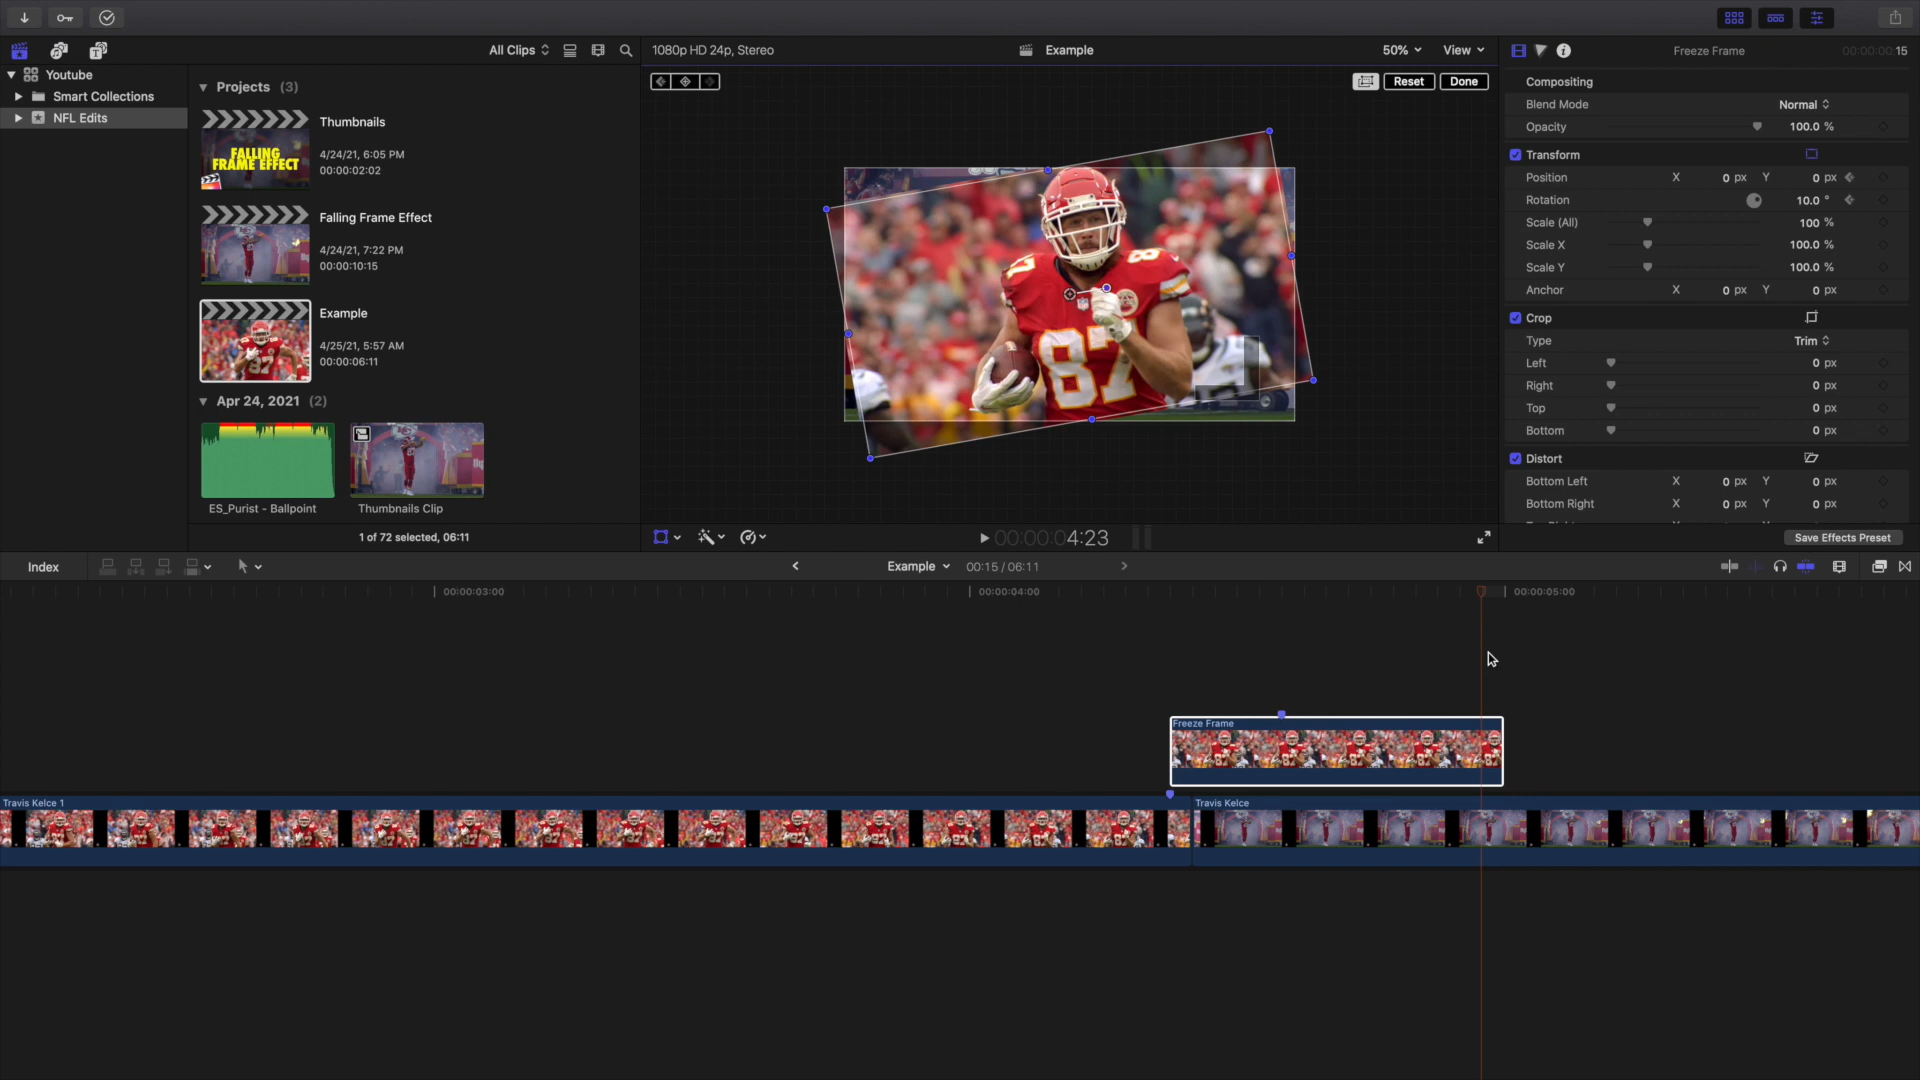 All Clips
1080p HD 24p, Stereo
Example
50%
View
Freeze Frame
00:00:00:15
Youtube
Smart Collections
NFL Edits
Projects (3)
Thumbnails
4/24/21, 6:05 PM
00:00:02:02
FALLING
FRAME EFFECT
Falling Frame Effect
4/24/21, 7:22 PM
00:00:10:15
Example
4/25/21, 5:57 AM
00:00:06:11
Apr 24, 2021 (2)
ES_Purist - Ballpoint
Thumbnails Clip
1 of 72 selected, 06:11
Reset
Done
87
87
8
Compositing
Blend Mode
Normal
Opacity
100.0 %
Transform
Position
X
0 px
Y
0 px
Rotation
10.0 °
Scale (All)
100 %
Scale X
100.0 %
Scale Y
100.0 %
Anchor
X
0 px
Y
0 px
Crop
Type
Trim
Left
0 px
Right
0 px
Top
0 px
Bottom
0 px
Distort
Bottom Left
X
0 px
Y
0 px
Bottom Right
X
0 px
Y
0 px
00:00:04:23
Save Effects Preset
Index
Example
00:15 / 06:11
00:00:03:00
00:00:04:00
00:00:05:00
Freeze Frame
Travis Kelce 1
Travis Kelce